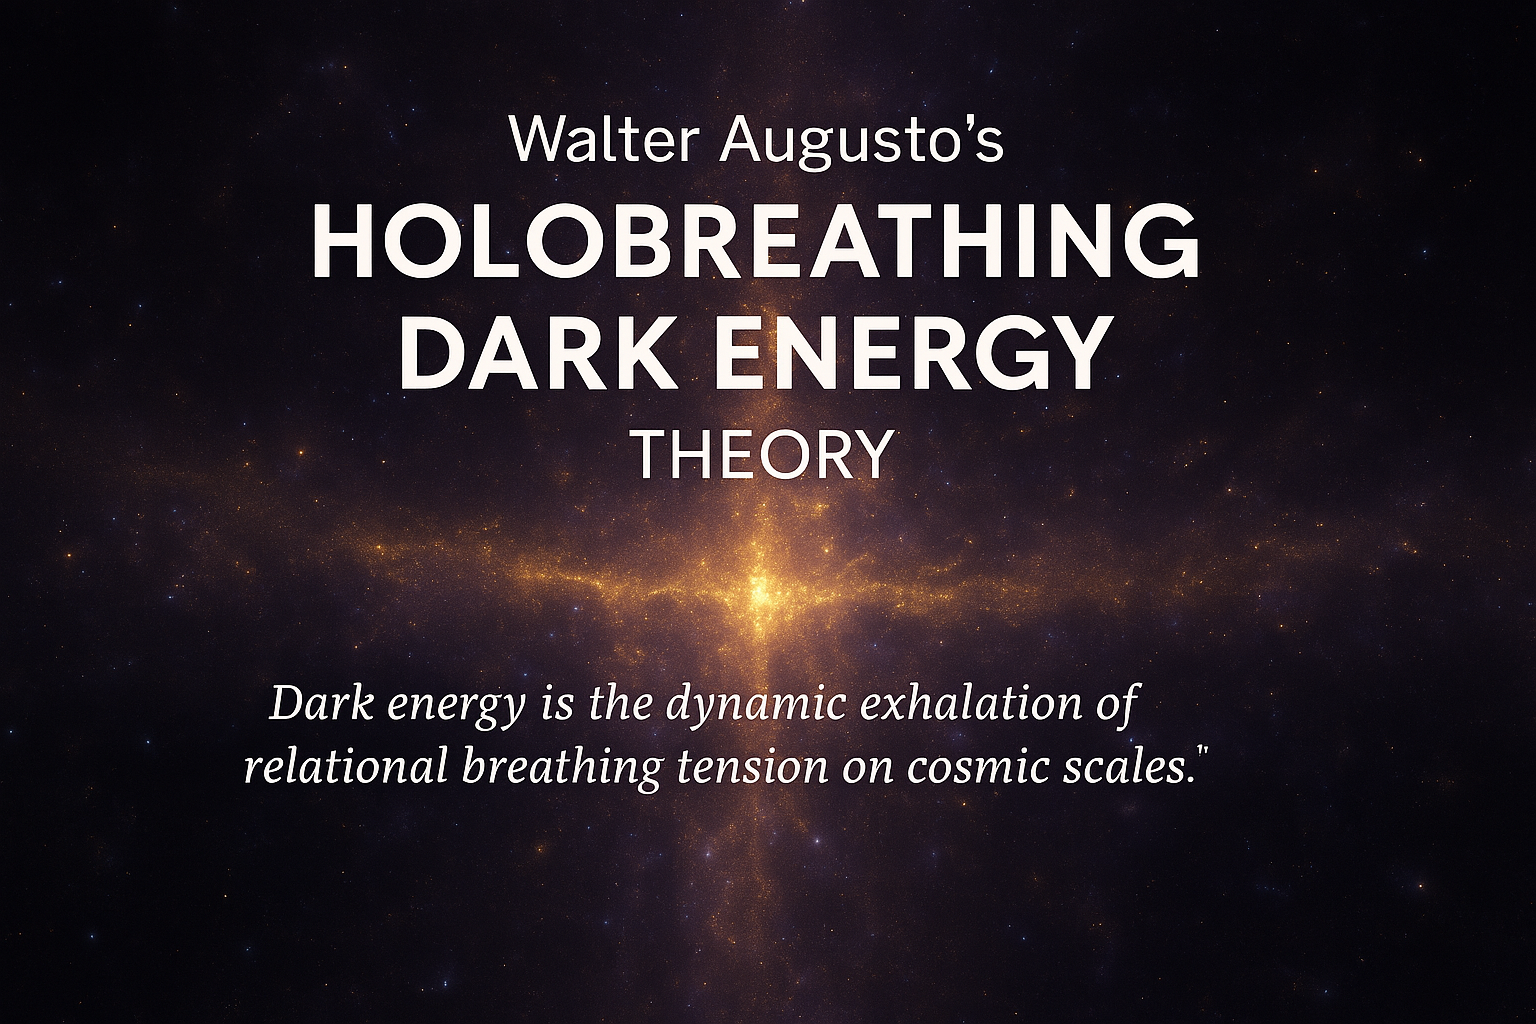 Walter Augusto’s
HOLOBREATHING
DARK ENERGY
THEORY
Dark energy is the dynamic exhalation of
relational breathing tension on cosmic scales."